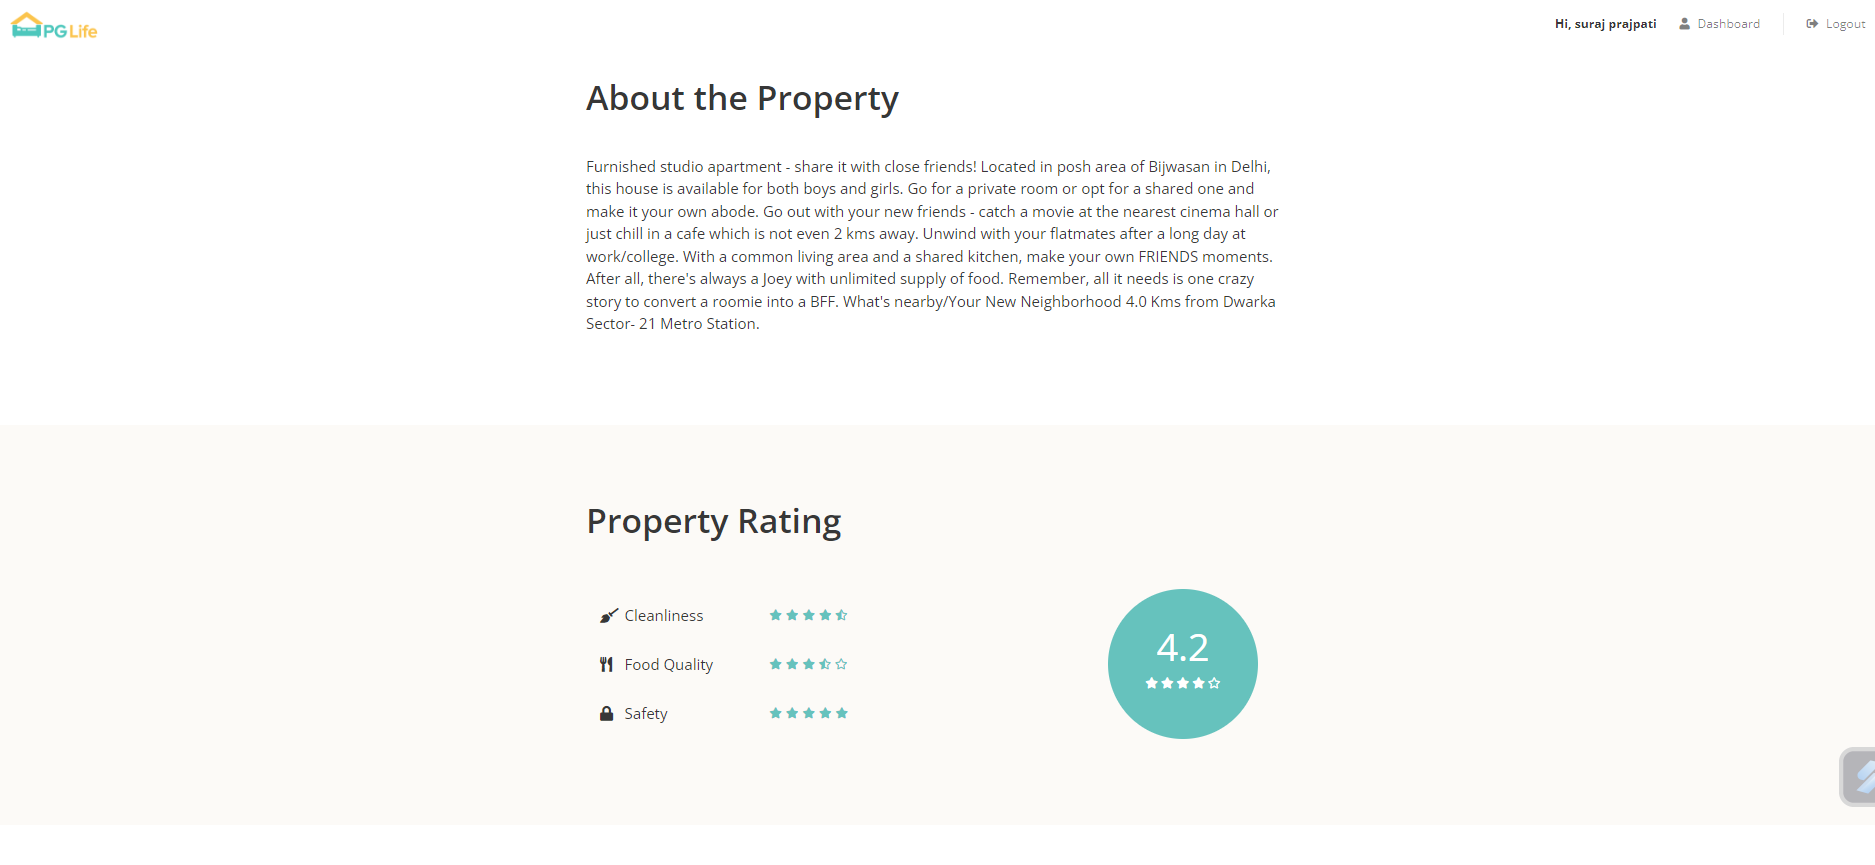 PG Life
Hi, suraj prajpati
Dashboard
Logout
About the Property
Furnished studio apartment - share it with close friends! Located in posh area of Bijwasan in Delhi,
this house is available for both boys and girls. Go for a private room or opt for a shared one and
make it your own abode. Go out with your new friends - catch a movie at the nearest cinema hall or
just chill in a cafe which is not even 2 kms away. Unwind with your flatmates after a long day at
work/college. With a common living area and a shared kitchen, make your own FRIENDS moments.
After all, there's always a Joey with unlimited supply of food. Remember, all it needs is one crazy
story to convert a roomie into a BFF. What's nearby/Your New Neighborhood 4.0 Kms from Dwarka
Sector- 21 Metro Station.
Property Rating
Cleanliness
Food Quality
Safety
4.2